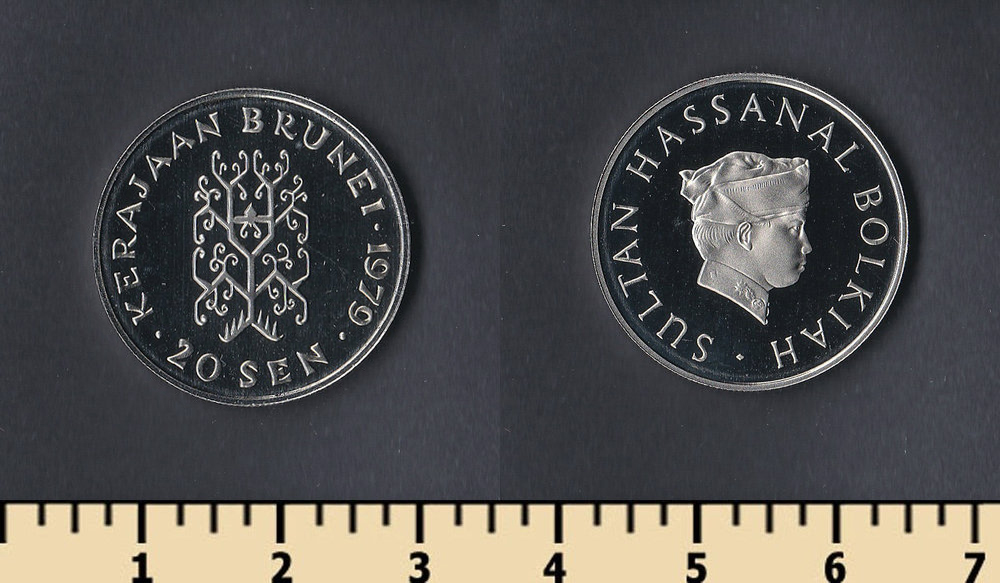 KERAJAAN BRUNEI · 1979 ·
20 SEN ·
SULTAN HASSANAL BOLKIAH ·
1 2 3 4 5 6 7